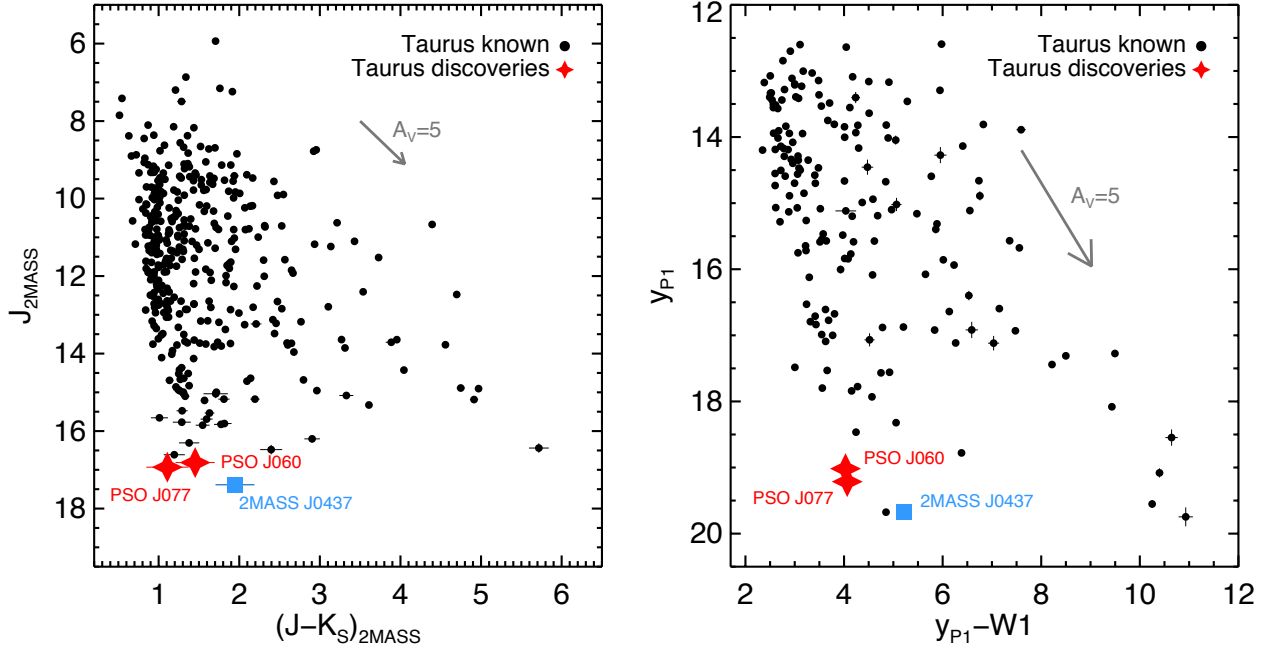 Taurus known
Taurus discoveries
A_V=5
PSO J060
PSO J077
2MASS J0437
6
8
10
12
14
16
18
J_2MASS
1 2 3 4 5 6
(J−K_S)_2MASS
Taurus known
Taurus discoveries
A_V=5
PSO J060
PSO J077
2MASS J0437
12
14
16
18
20
y_P1
2 4 6 8 10 12
y_P1−W1